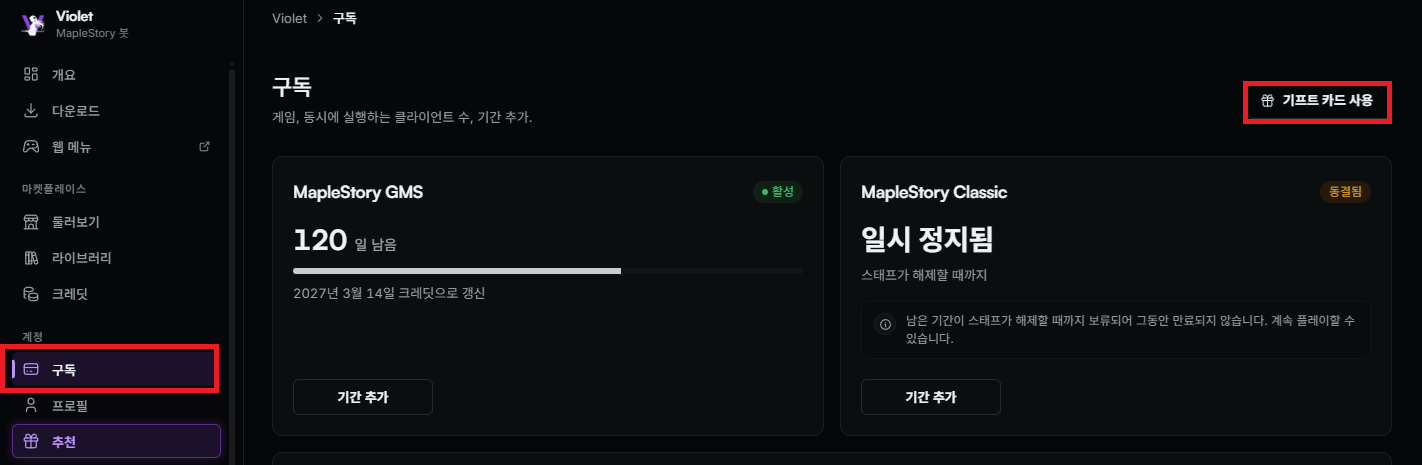 Violet
MapleStory 봇
개요
다운로드
웹 메뉴
마켓플레이스
둘러보기
라이브러리
크레딧
계정
구독
프로필
추천
Violet > 구독
구독
게임, 동시에 실행하는 클라이언트 수, 기간 추가.
기프트 카드 사용
MapleStory GMS
활성
120 일 남음
2027년 3월 14일 크레딧으로 갱신
기간 추가
MapleStory Classic
동결됨
일시 정지됨
스태프가 해제할 때까지
남은 기간이 스태프가 해제할 때까지 보류되어 그동안 만료되지 않습니다. 계속 플레이할 수
있습니다.
기간 추가